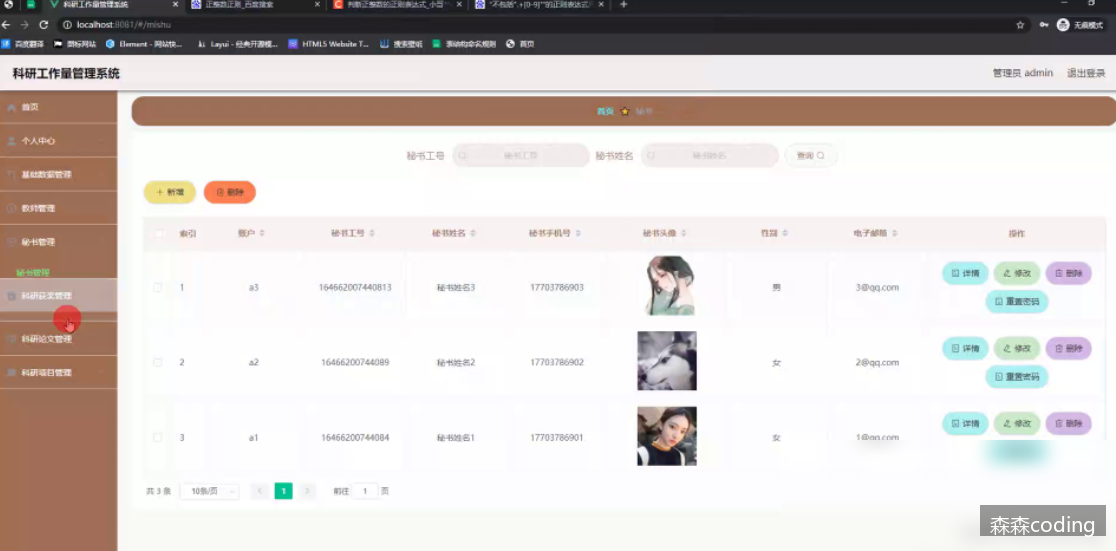 科研工作量管理系统
正整数正则_百度搜索
判断正整数的正则表达式_小哥
"不包括",+[0-9]*"的正则表达式
localhost:8081/#/mishu
无痕模式
百度翻译
图标网站
Element - 网站快...
Layui - 经典开源模...
HTML5 Website T...
搜索壁纸
表结构命名规则
首页
科研工作量管理系统
管理员 admin
退出登录
首页
个人中心
基础数据管理
教师管理
秘书管理
秘书管理
科研获奖管理
科研论文管理
科研项目管理
首页 秘书
秘书工号 秘书工号 秘书姓名 秘书姓名 查询
新增 删除
索引 账户 秘书工号 秘书姓名 秘书手机号 秘书头像 性别 电子邮箱 操作
1 a3 164662007440813 秘书姓名3 17703786903 男 3@qq.com 详情 修改 删除
重置密码
2 a2 16466200744089 秘书姓名2 17703786902 女 2@qq.com 详情 修改 删除
重置密码
3 a1 16466200744084 秘书姓名1 17703786901 女 1@qq.com 详情 修改 删除
共 3 条 10条/页 1 前往 1 页
森森coding